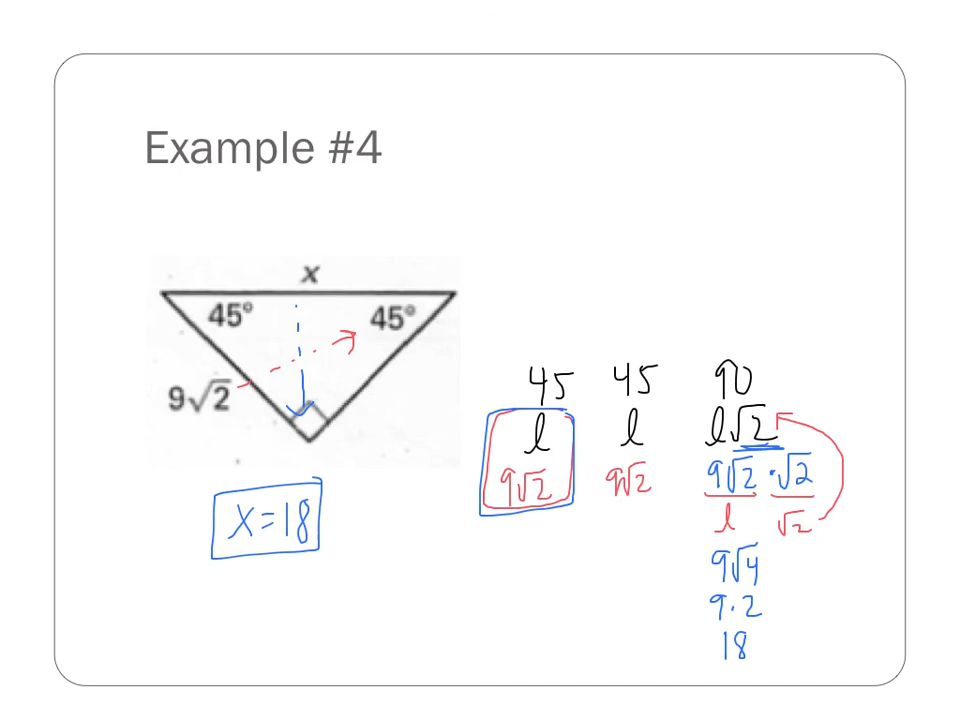 Example #4
x
45°
45°
9√2
45 45 90
l l l√2
9√2 9√2 9√2 · √2
l √2
9√4
9·2
18
x=18